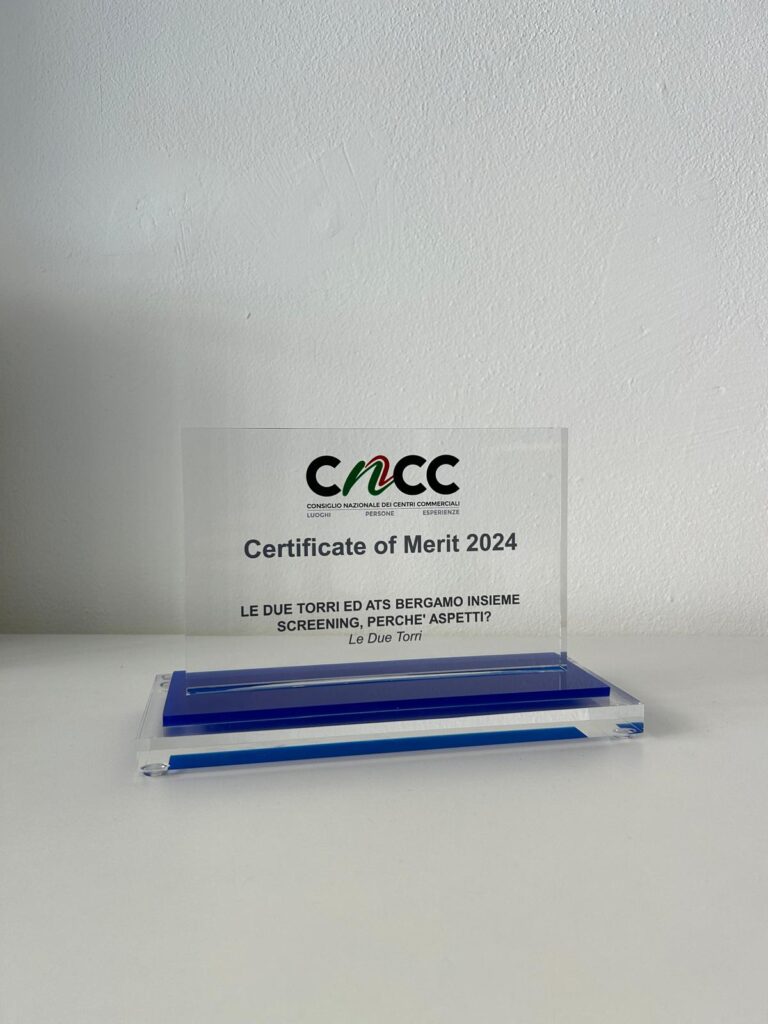 CNCC
CONSIGLIO NAZIONALE DEI CENTRI COMMERCIALI
LUOGHI PERSONE ESPERIENZE
Certificate of Merit 2024
LE DUE TORRI ED ATS BERGAMO INSIEME
SCREENING, PERCHE' ASPETTI?
Le Due Torri